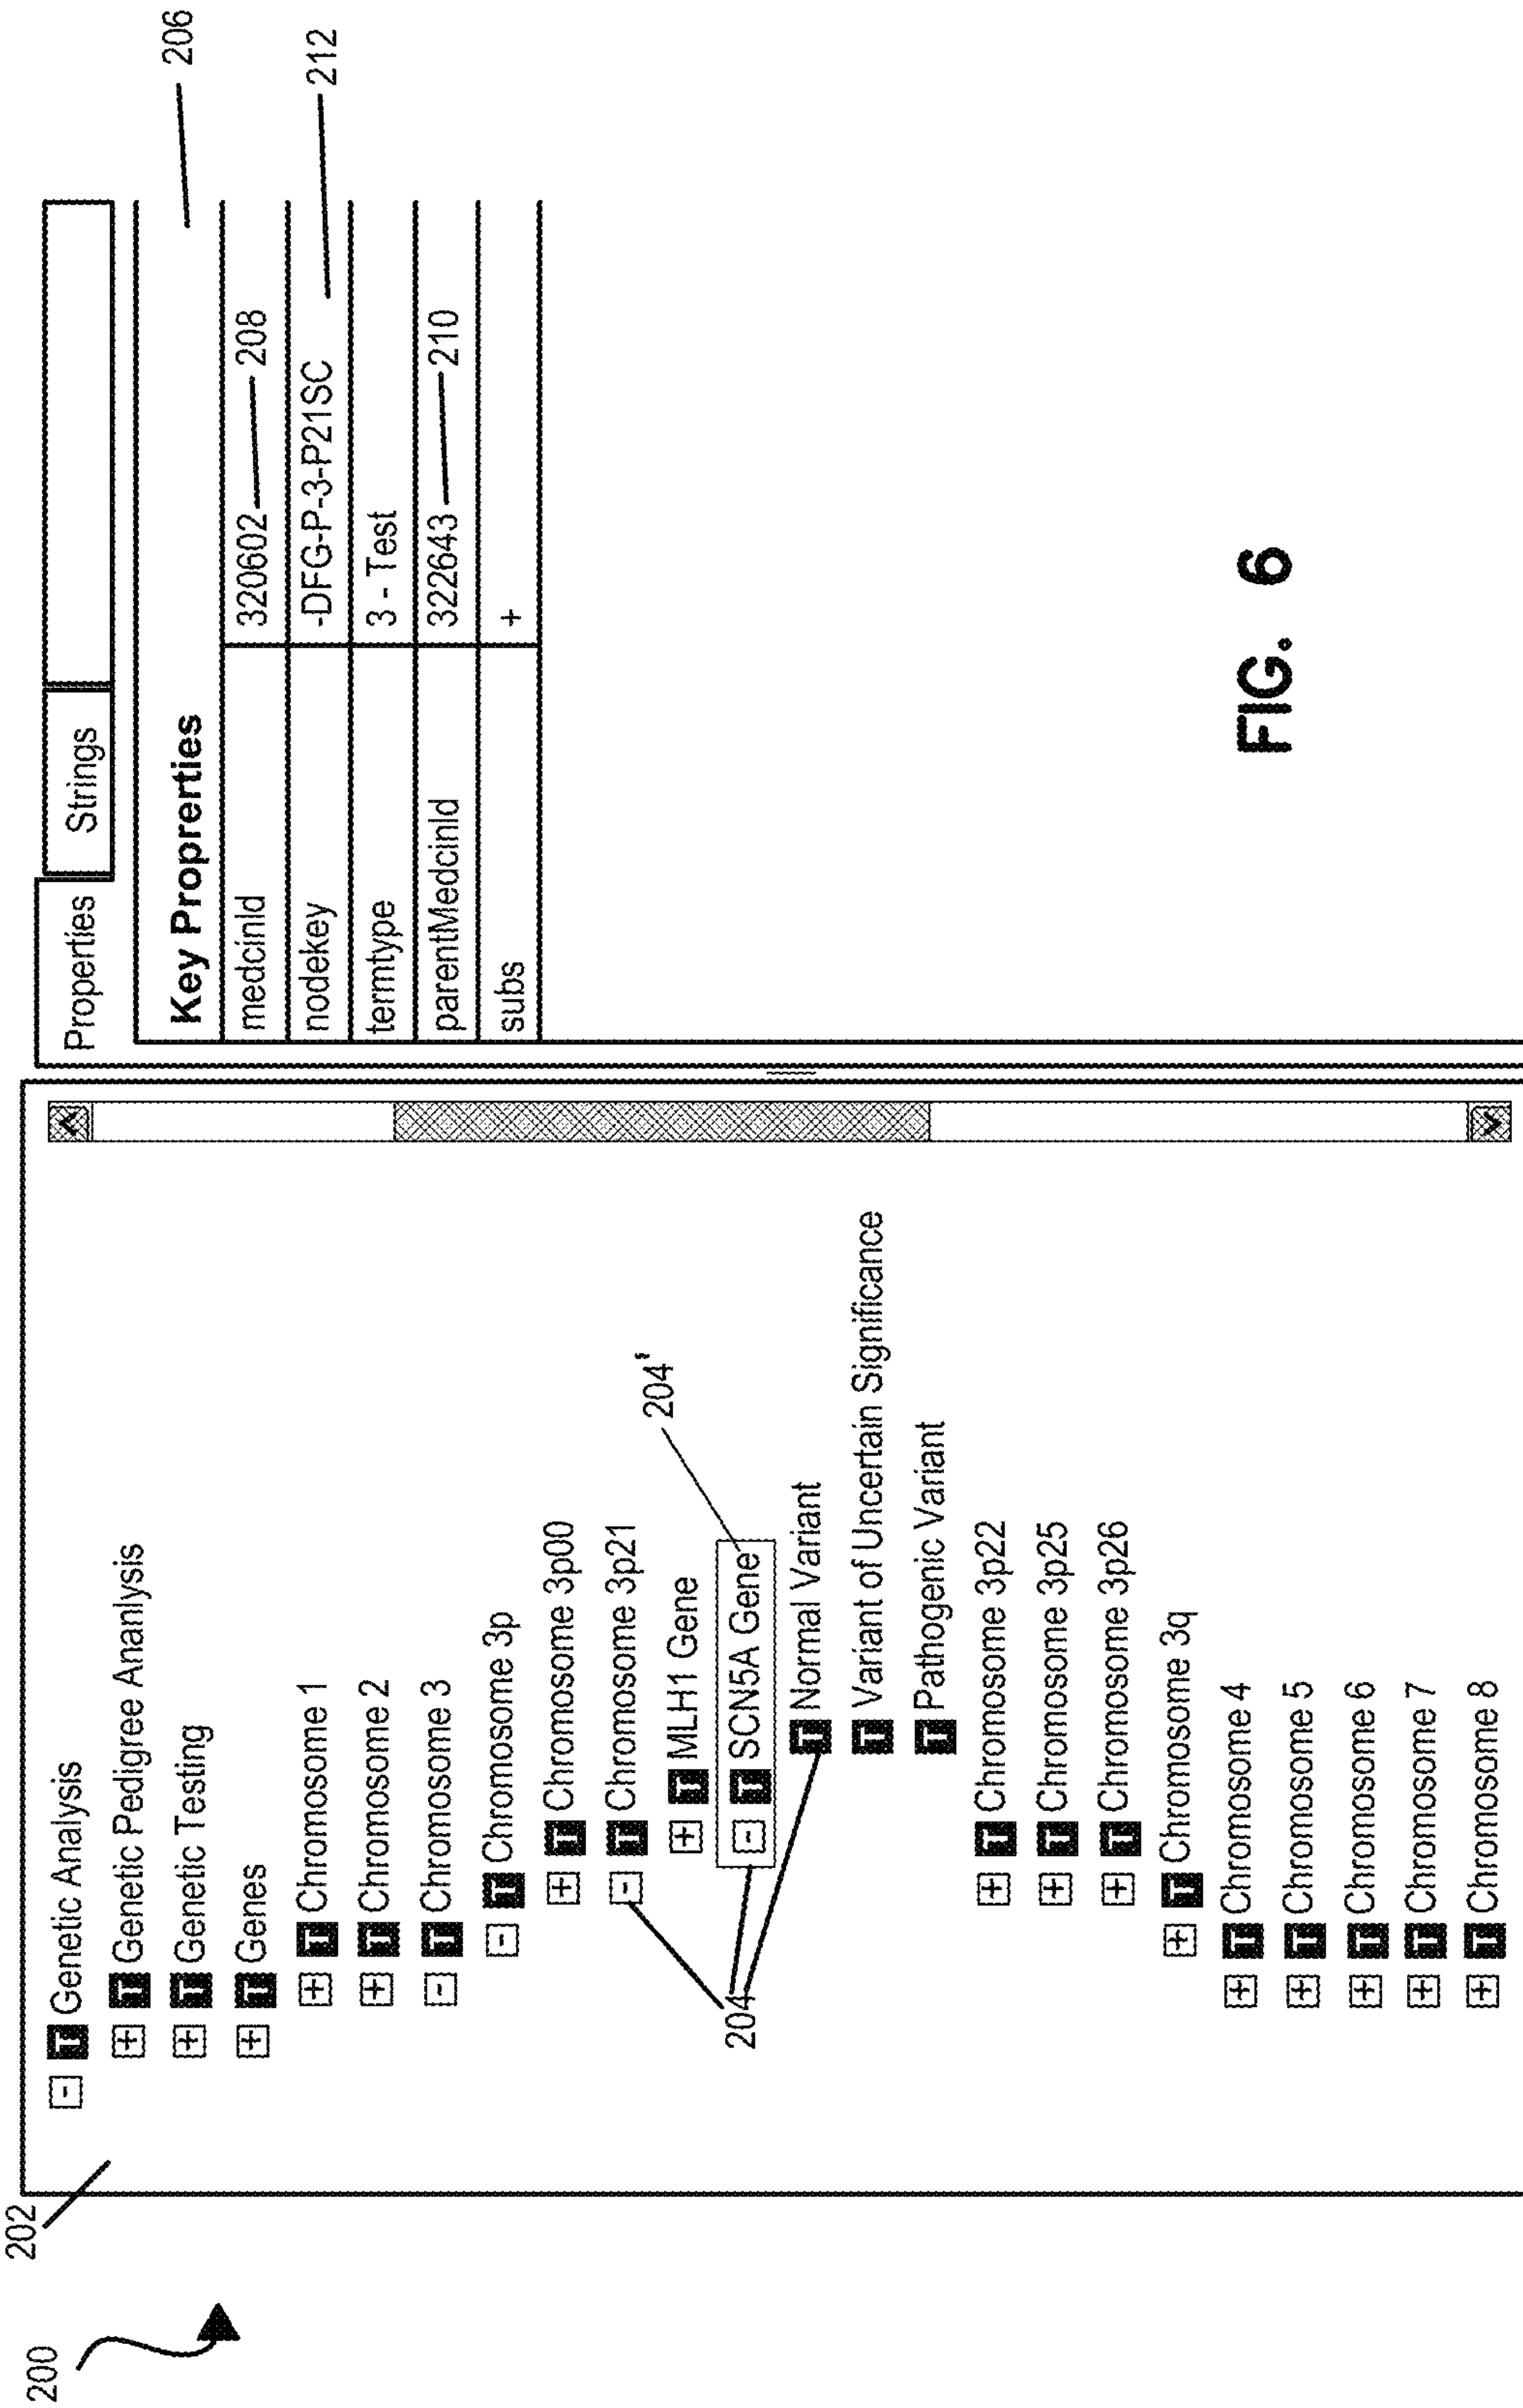 200
202
- T Genetic Analysis
+ T Genetic Pedigree Ananlysis
+ T Genetic Testing
+ T Genes
+ T Chromosome 1
+ T Chromosome 2
- T Chromosome 3
- T Chromosome 3p
+ T Chromosome 3p00
- T Chromosome 3p21
+ T MLH1 Gene
- T SCN5A Gene
204
204'
T Normal Variant
T Variant of Uncertain Significance
T Pathogenic Variant
+ T Chromosome 3p22
+ T Chromosome 3p25
+ T Chromosome 3p26
+ T Chromosome 3q
+ T Chromosome 4
+ T Chromosome 5
+ T Chromosome 6
+ T Chromosome 7
+ T Chromosome 8
Properties Strings
Key Proprerties 206
medcinId 320602 208
nodekey -DFG-P-3-P21SC 212
termtype 3 - Test
parentMedcinId 322643 210
subs +
FIG. 6